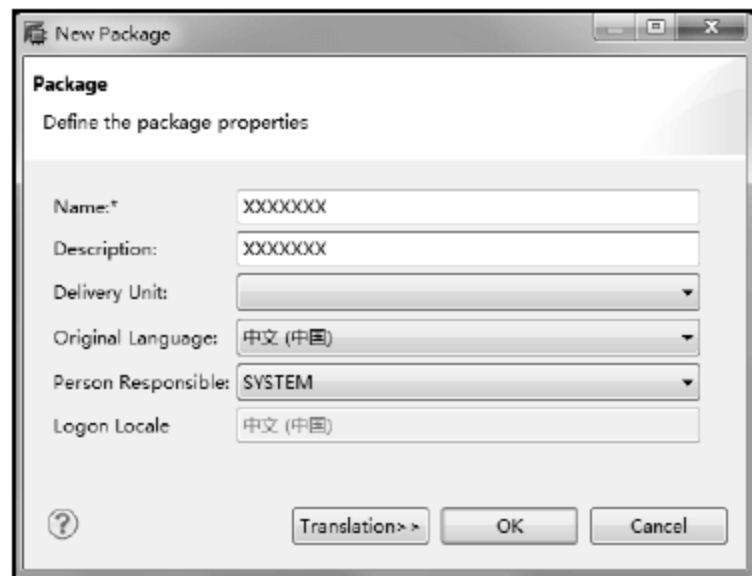 New Package
Package
Define the package properties
Name:* XXXXXXX
Description: XXXXXXX
Delivery Unit:
Original Language: 中文 (中国)
Person Responsible: SYSTEM
Logon Locale 中文 (中国)
? Translation>> OK Cancel